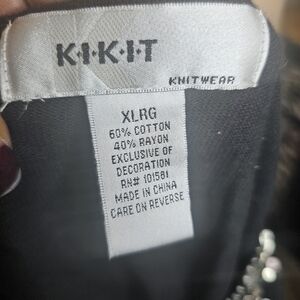 K·I·K·I·T
KNITWEAR
XLRG
60% COTTON
40% RAYON
EXCLUSIVE OF
DECORATION
RN# 101581
MADE IN CHINA
CARE ON REVERSE